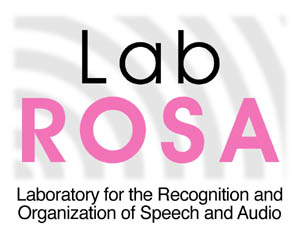 Lab
ROSA
Laboratory for the Recognition and
Organization of Speech and Audio